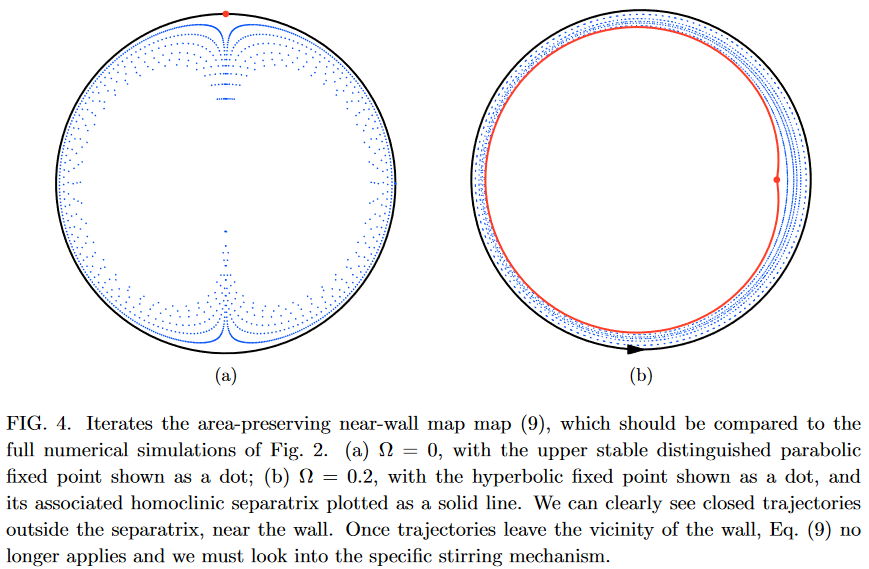 (a)
(b)
FIG. 4. Iterates the area-preserving near-wall map map (9), which should be compared to the
full numerical simulations of Fig. 2. (a) Ω = 0, with the upper stable distinguished parabolic
fixed point shown as a dot; (b) Ω = 0.2, with the hyperbolic fixed point shown as a dot, and
its associated homoclinic separatrix plotted as a solid line. We can clearly see closed trajectories
outside the separatrix, near the wall. Once trajectories leave the vicinity of the wall, Eq. (9) no
longer applies and we must look into the specific stirring mechanism.